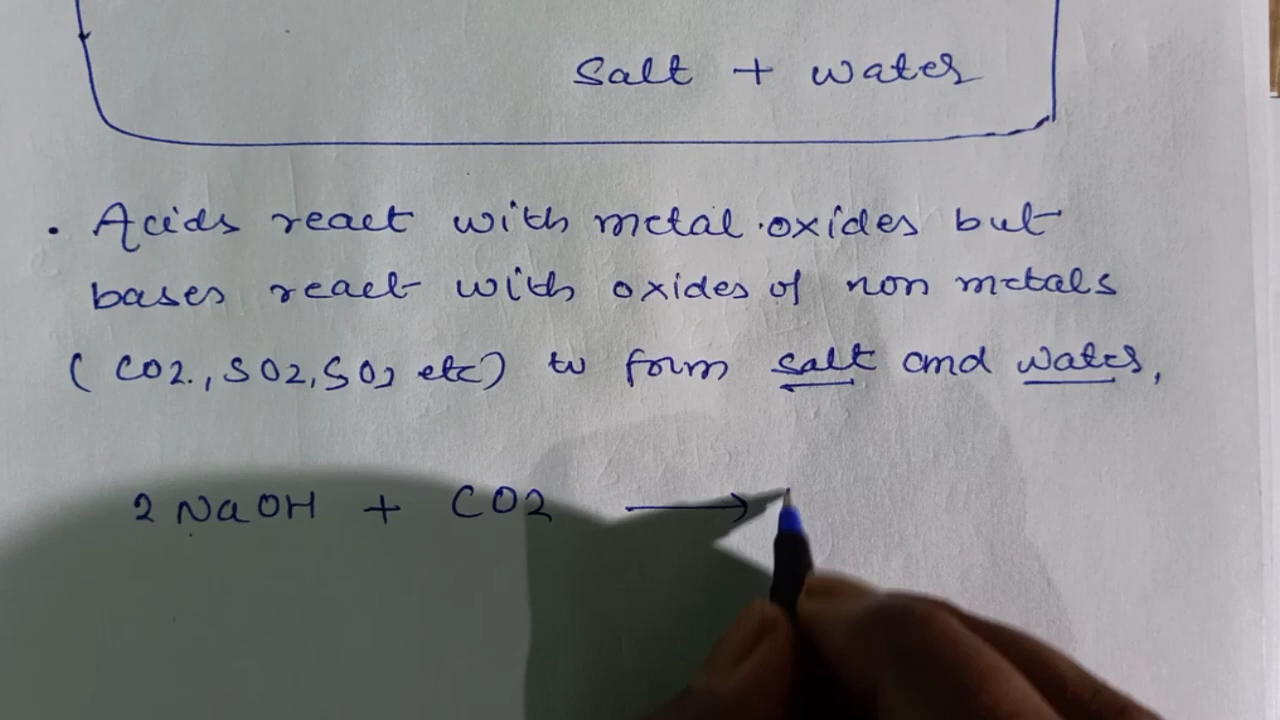 Salt + water
. Acids react with metal.oxides but
bases react with oxides of non metals
( CO2., SO2, SO3 etc) to form salt and water,
2 NaOH + CO2 →